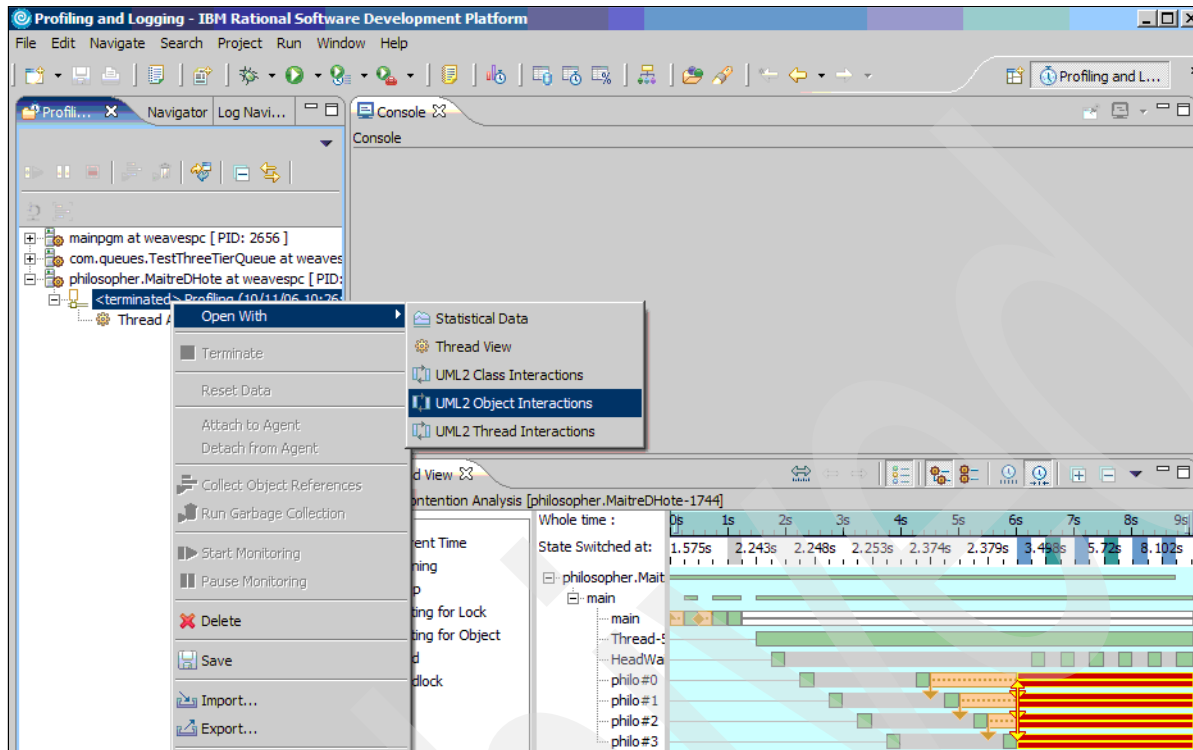 Profiling and Logging - IBM Rational Software Development Platform
File Edit Navigate Search Project Run Window Help
Profiling and L...
Profili...
Navigator
Log Navi...
Console
Console
mainpgm at weavespc [ PID: 2656 ]
com.queues.TestThreeTierQueue at weaves
philosopher.MaitreDHote at weavespc [ PID:
<terminated> Profiling (10/11/06 10:26:
Thread A
Open With
Terminate
Reset Data
Attach to Agent
Detach from Agent
Collect Object References
Run Garbage Collection
Start Monitoring
Pause Monitoring
Delete
Save
Import...
Export...
Statistical Data
Thread View
UML2 Class Interactions
UML2 Object Interactions
UML2 Thread Interactions
d View
ontention Analysis [philosopher.MaitreDHote-1744]
rent Time
ning
p
ting for Lock
ting for Object
d
dlock
Whole time :
0s 1s 2s 3s 4s 5s 6s 7s 8s 9s
State Switched at:
1.575s 2.243s 2.248s 2.253s 2.374s 2.379s 3.498s 5.72s 8.102s
philosopher.Mait
main
main
Thread-5
HeadWa
philo#0
philo#1
philo#2
philo#3